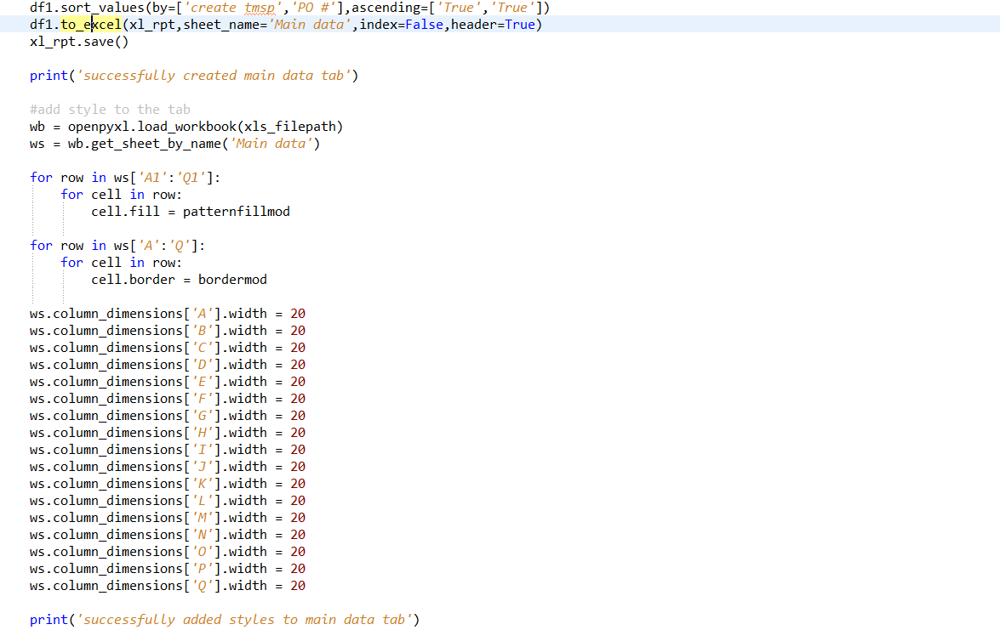 df1.sort_values(by=['create tmsp','PO #'],ascending=['True','True'])
df1.to_excel(xl_rpt,sheet_name='Main data',index=False,header=True)
xl_rpt.save()
print('successfully created main data tab')
#add style to the tab
wb = openpyxl.load_workbook(xls_filepath)
ws = wb.get_sheet_by_name('Main data')
for row in ws['A1':'Q1']:
for cell in row:
cell.fill = patternfillmod
for row in ws['A':'Q']:
for cell in row:
cell.border = bordermod
ws.column_dimensions['A'].width = 20
ws.column_dimensions['B'].width = 20
ws.column_dimensions['C'].width = 20
ws.column_dimensions['D'].width = 20
ws.column_dimensions['E'].width = 20
ws.column_dimensions['F'].width = 20
ws.column_dimensions['G'].width = 20
ws.column_dimensions['H'].width = 20
ws.column_dimensions['I'].width = 20
ws.column_dimensions['J'].width = 20
ws.column_dimensions['K'].width = 20
ws.column_dimensions['L'].width = 20
ws.column_dimensions['M'].width = 20
ws.column_dimensions['N'].width = 20
ws.column_dimensions['O'].width = 20
ws.column_dimensions['P'].width = 20
ws.column_dimensions['Q'].width = 20
print('successfully added styles to main data tab')